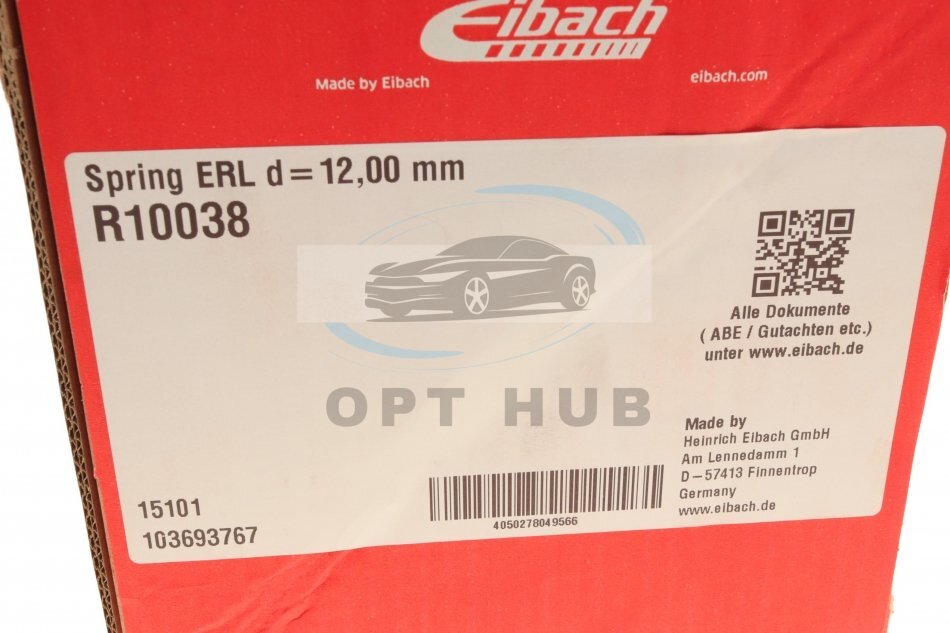 Eibach
Made by Eibach
eibach.com
Spring ERL d=12,00 mm
R10038
Alle Dokumente
( ABE / Gutachten etc.)
unter www.eibach.de
OPT HUB
Made by
Heinrich Eibach GmbH
Am Lennedamm 1
D-57413 Finnentrop
Germany
www.eibach.de
15101
103693767
4050278049566